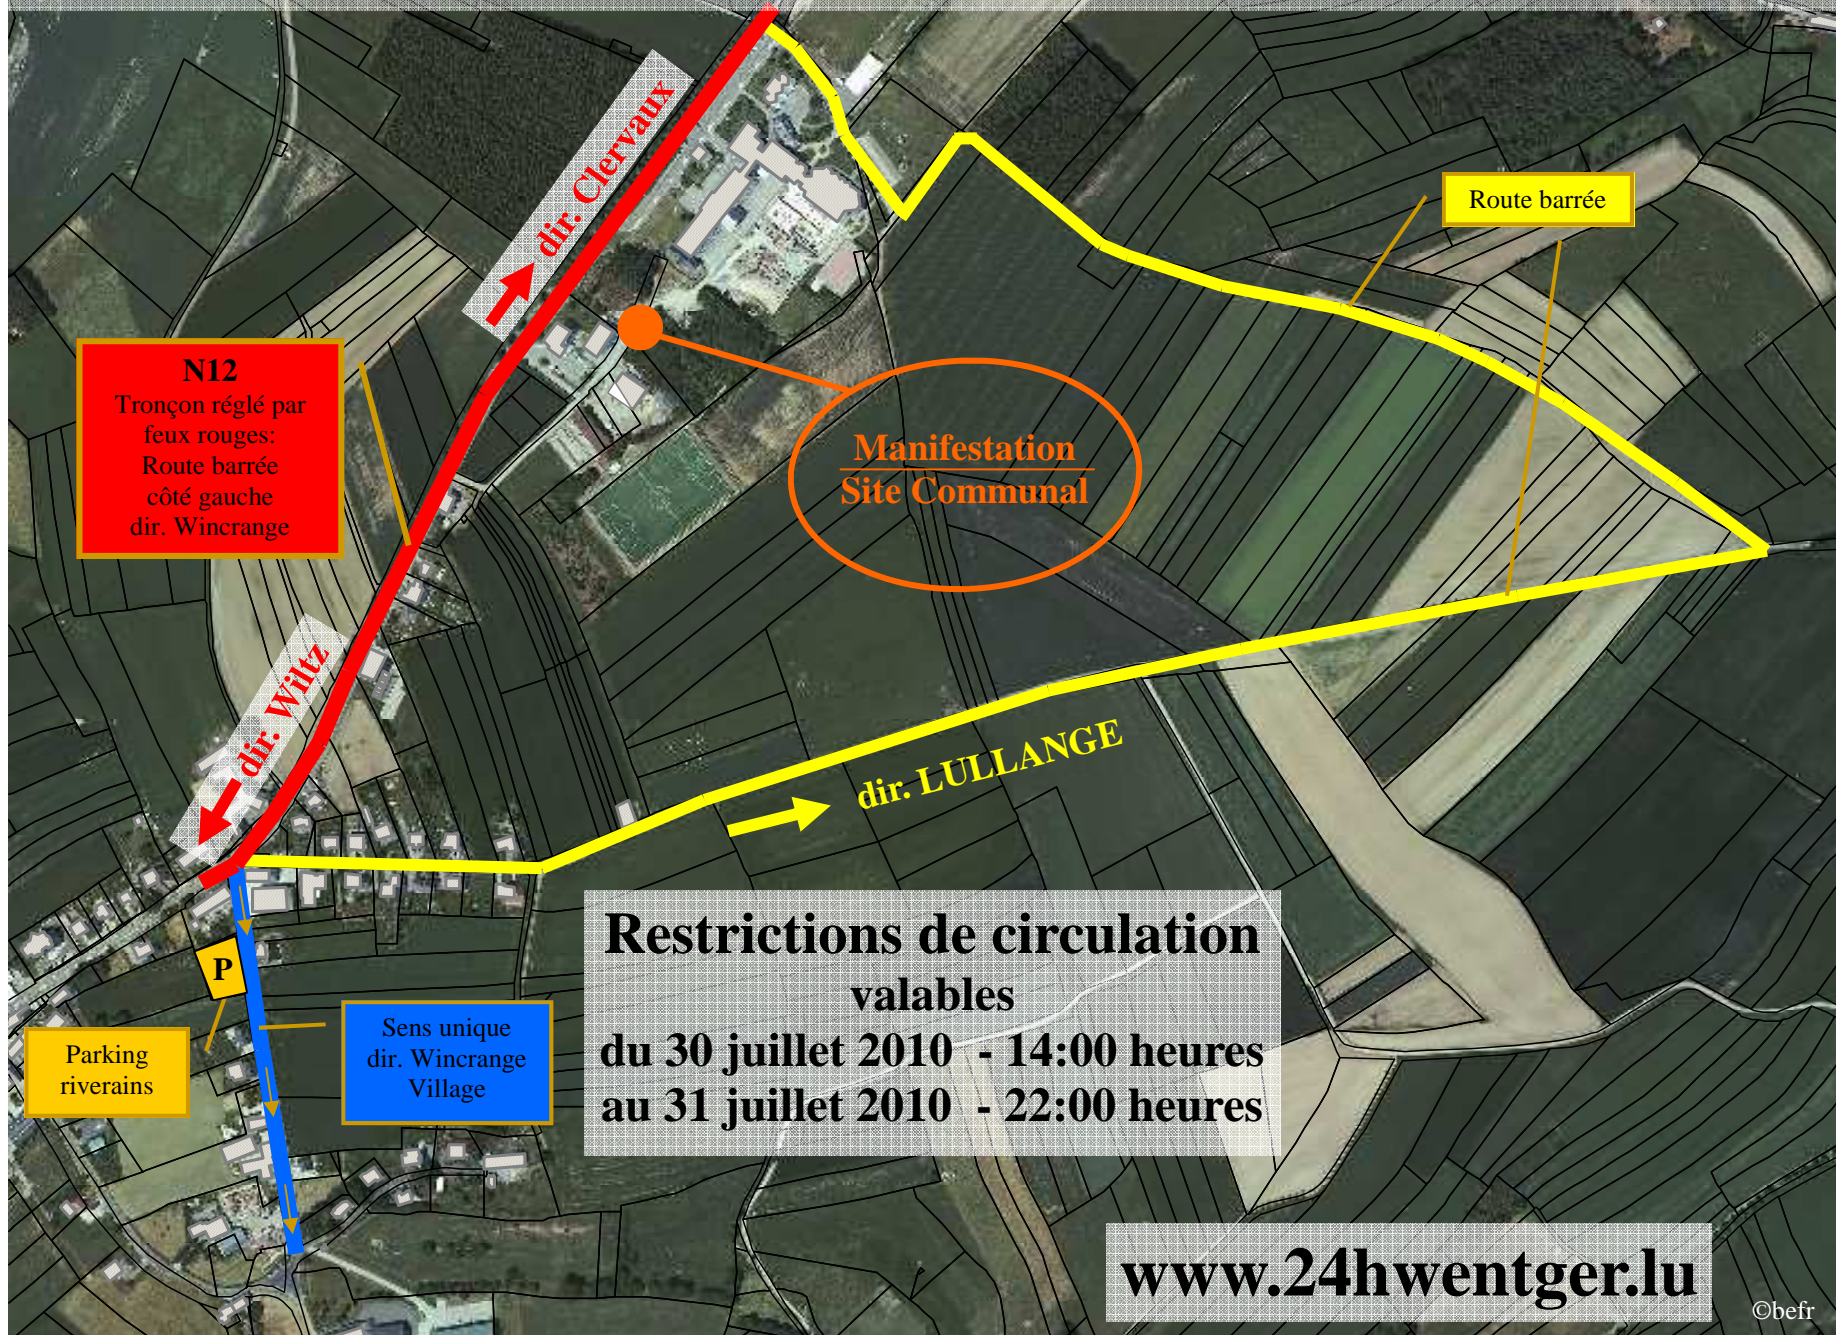 dir. Clervaux
Route barrée
N12
Tronçon réglé par
feux rouges:
Route barrée
côté gauche
dir. Wincrange
Manifestation
Site Communal
dir. Wiltz
dir. LULLANGE
P
Parking
riverains
Sens unique
dir. Wincrange
Village
Restrictions de circulation
valables
du 30 juillet 2010 - 14:00 heures
au 31 juillet 2010 - 22:00 heures
www.24hwentger.lu
©befr